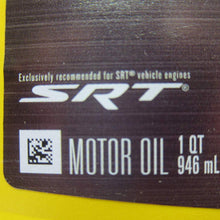 Exclusively recommended for SRT® vehicle engines
SRT®
MOTOR OIL 1 QT
946 mL